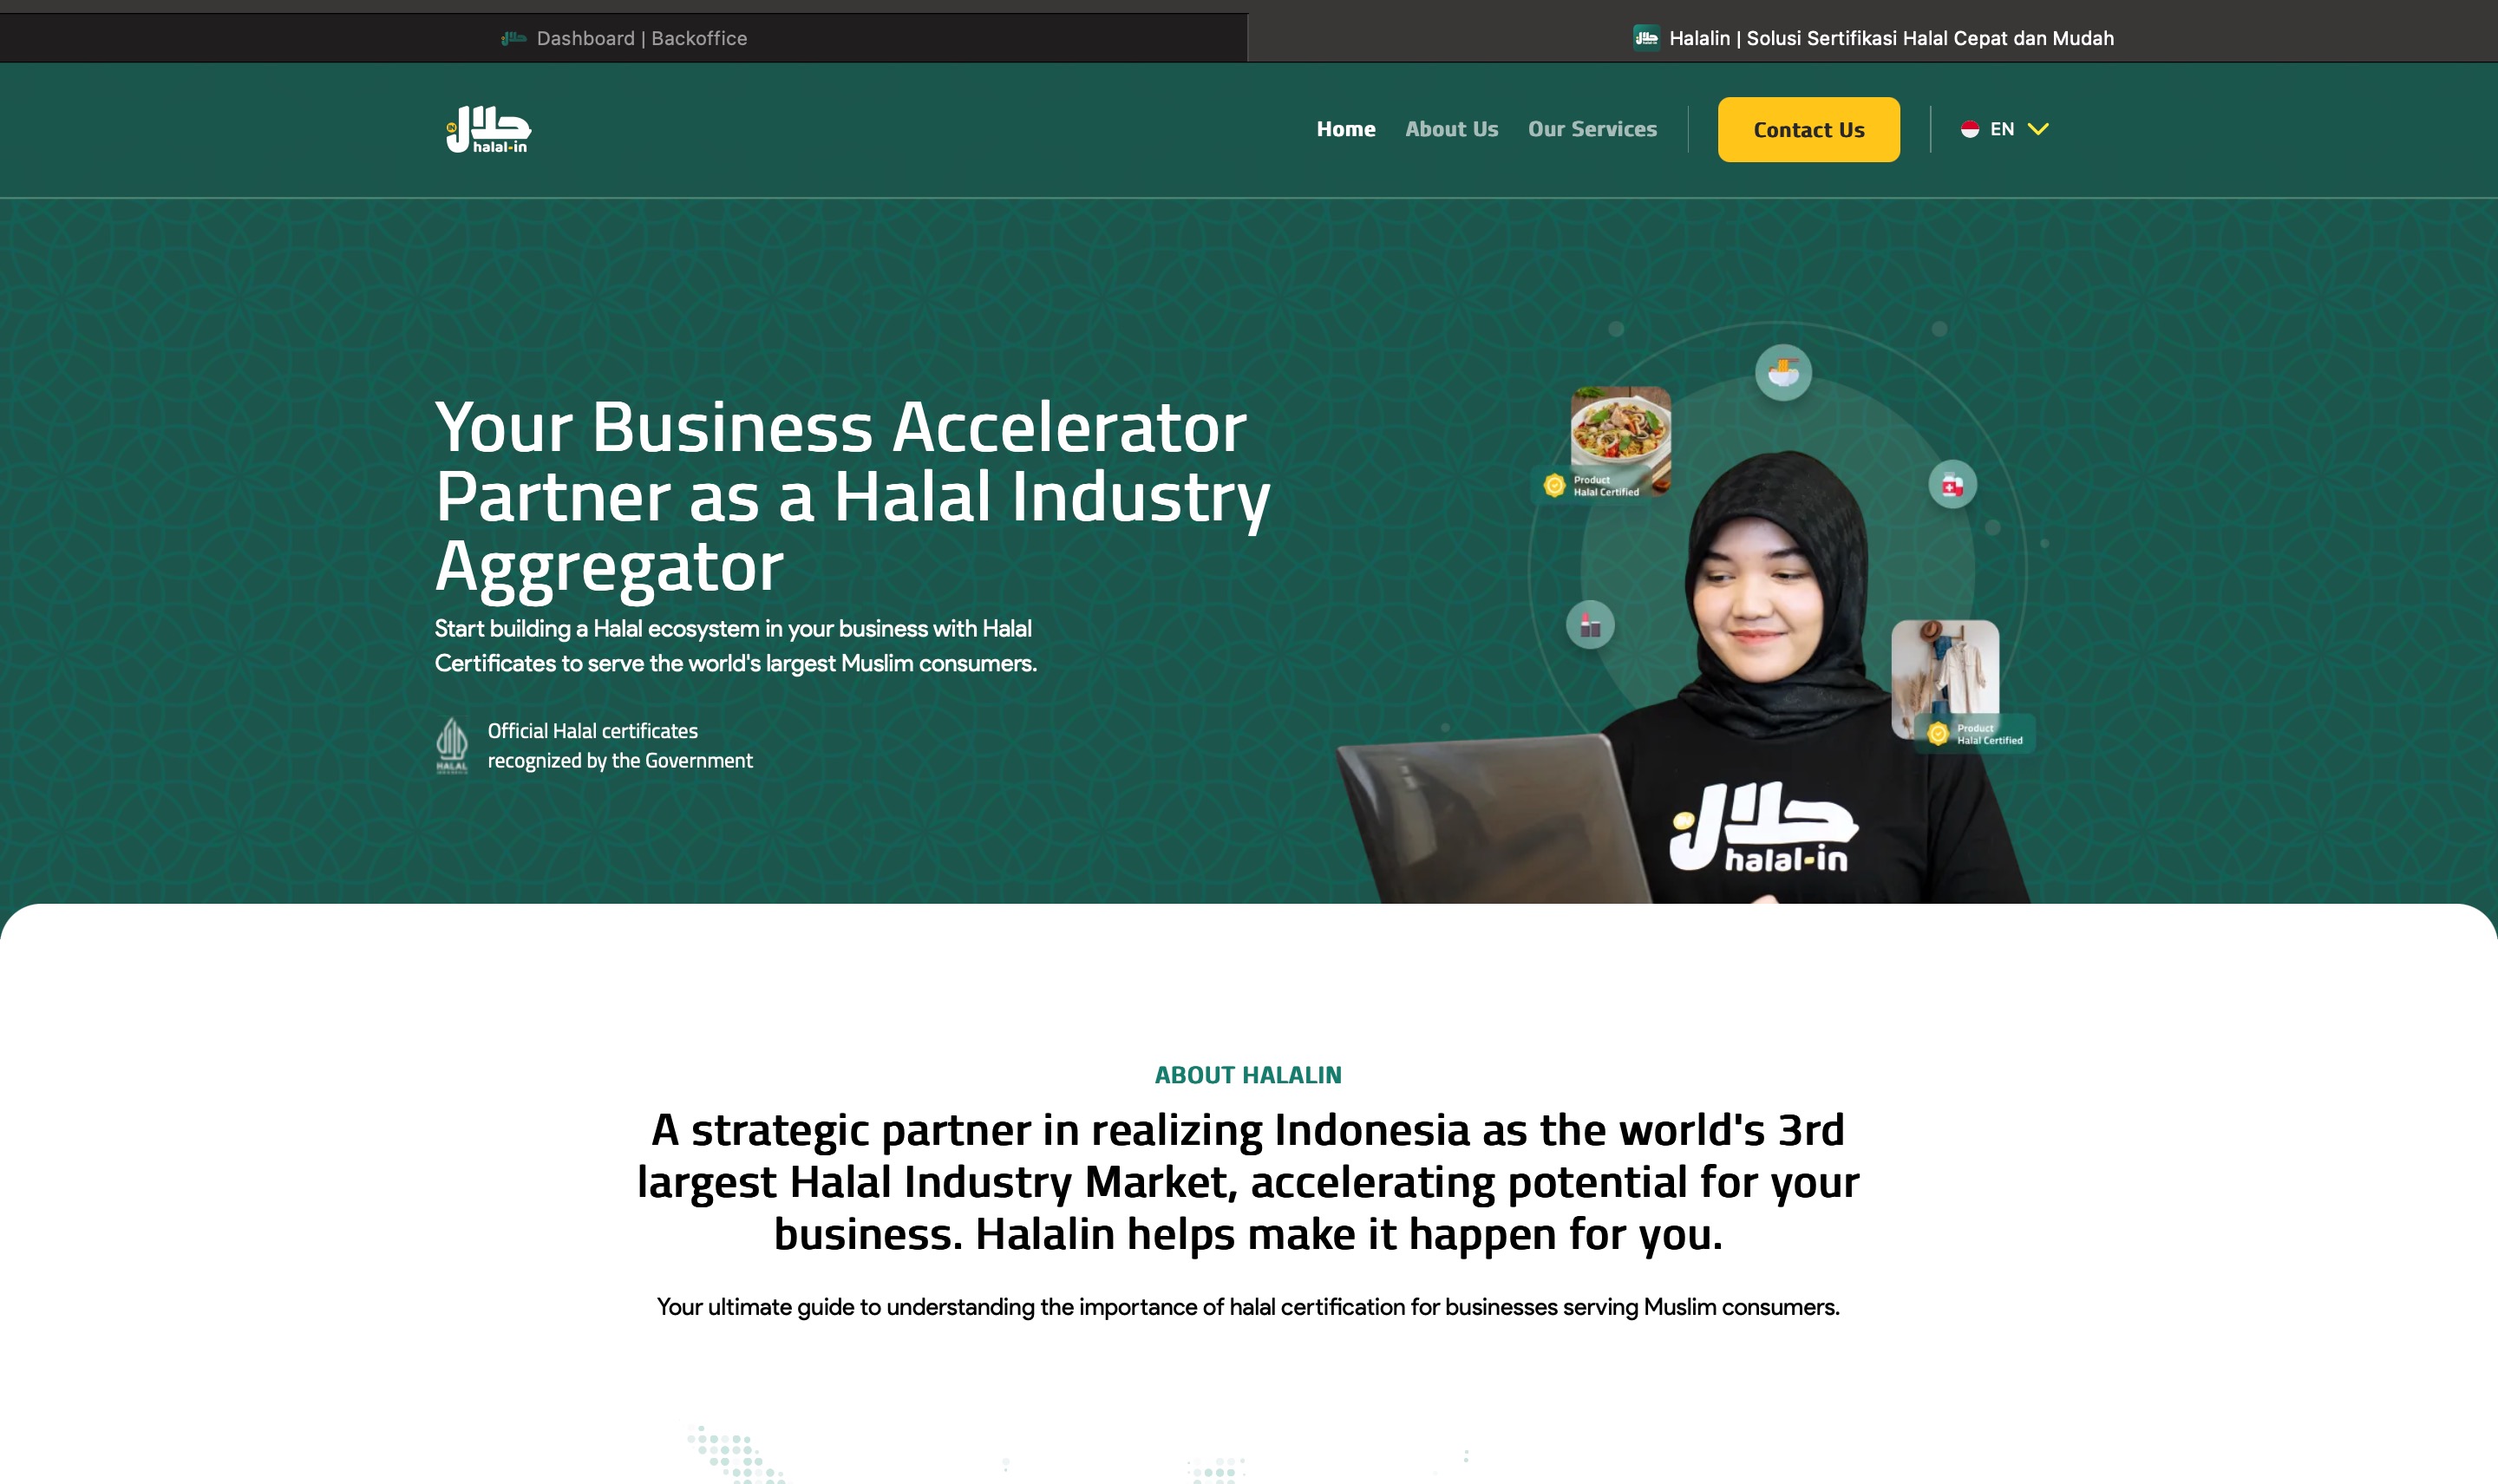 Dashboard | Backoffice
Halalin | Solusi Sertifikasi Halal Cepat dan Mudah
حلال
IN
halal-in
Home
About Us
Our Services
Contact Us
EN
Your Business Accelerator
Partner as a Halal Industry
Aggregator
Start building a Halal ecosystem in your business with Halal
Certificates to serve the world's largest Muslim consumers.
HALAL
Official Halal certificates
recognized by the Government
Product
Halal Certified
Product
Halal Certified
حلال
IN
halal-in
ABOUT HALALIN
A strategic partner in realizing Indonesia as the world's 3rd
largest Halal Industry Market, accelerating potential for your
business. Halalin helps make it happen for you.
Your ultimate guide to understanding the importance of halal certification for businesses serving Muslim consumers.